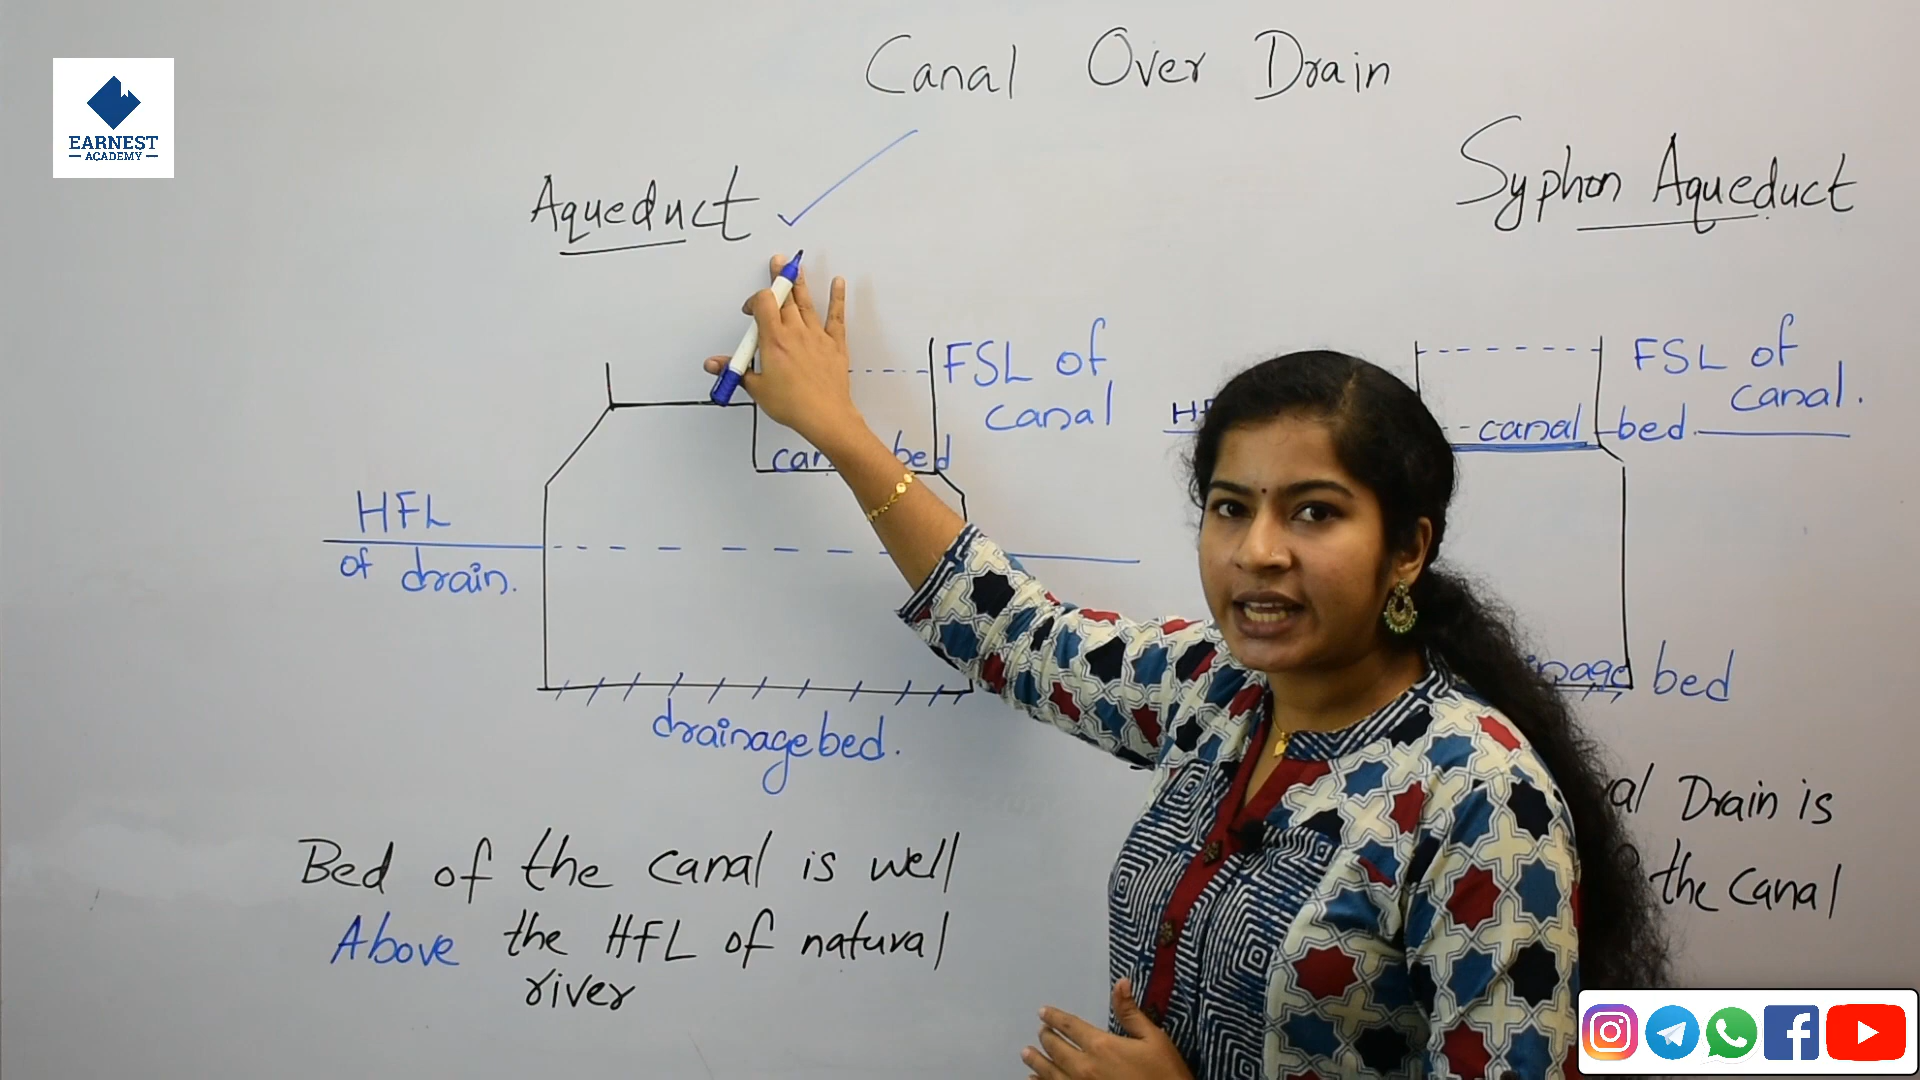 EARNEST
ACADEMY
Canal Over Drain
Aqueduct
Syphon Aqueduct
FSL of
canal
canal bed
HFL
of drain.
drainage bed.
Bed of the canal is well
Above the HFL of natural
river
FSL of
canal.
canal bed.
bed
Drain is
the Canal